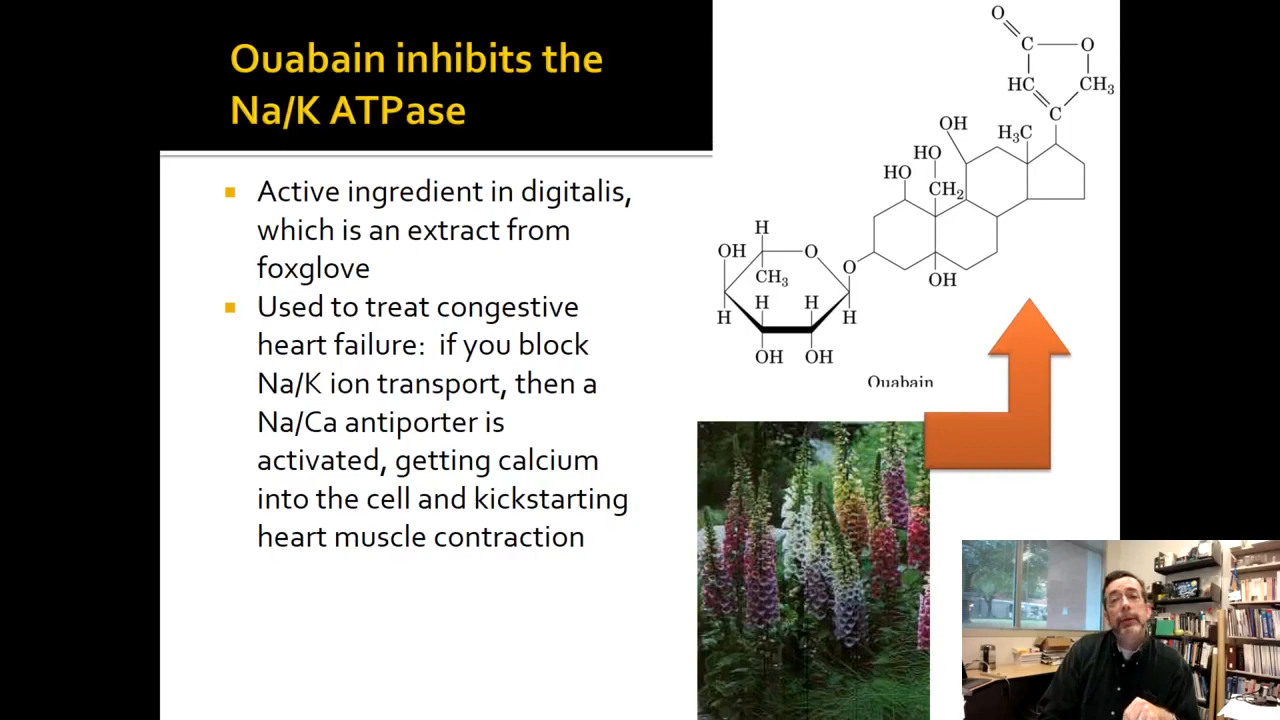 Ouabain inhibits the
Na/K ATPase
Active ingredient in digitalis,
which is an extract from
foxglove
Used to treat congestive
heart failure: if you block
Na/K ion transport, then a
Na/Ca antiporter is
activated, getting calcium
into the cell and kickstarting
heart muscle contraction
O
C
O
HC
CH3
C
OH
H3C
HO
HO
CH2
H
OH
O
O
CH3
OH
H
H
H
H
OH
OH
Ouabain